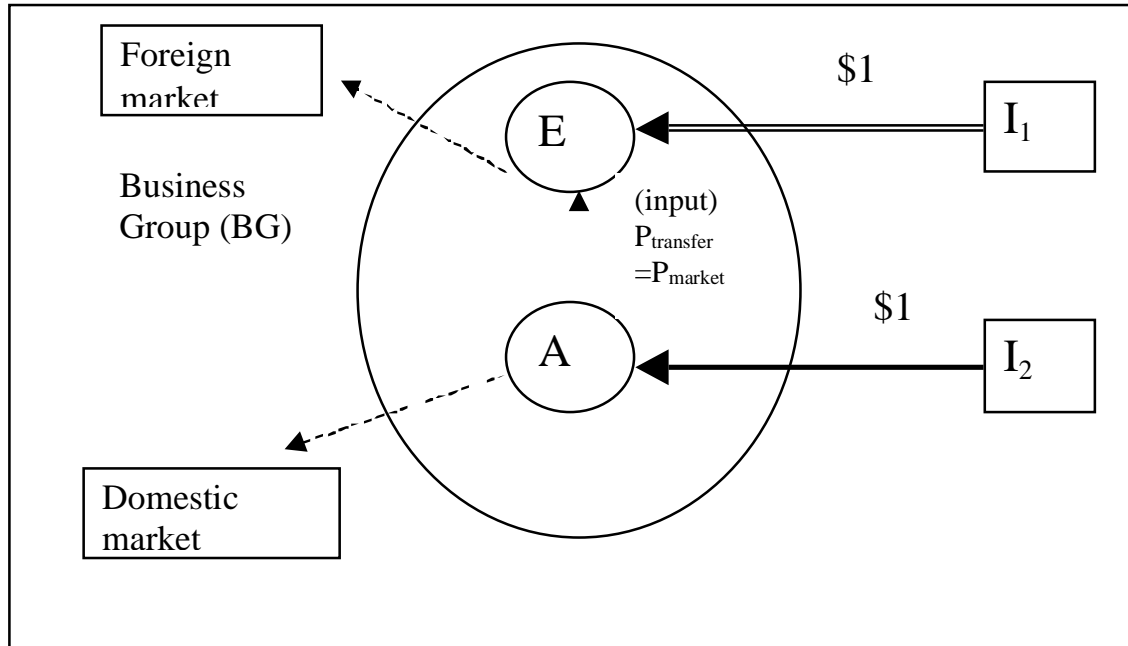 Foreign
market
$1
I₁
E
Business
Group (BG)
(input)
Ptransfer
=Pmarket
$1
A
I₂
Domestic
market